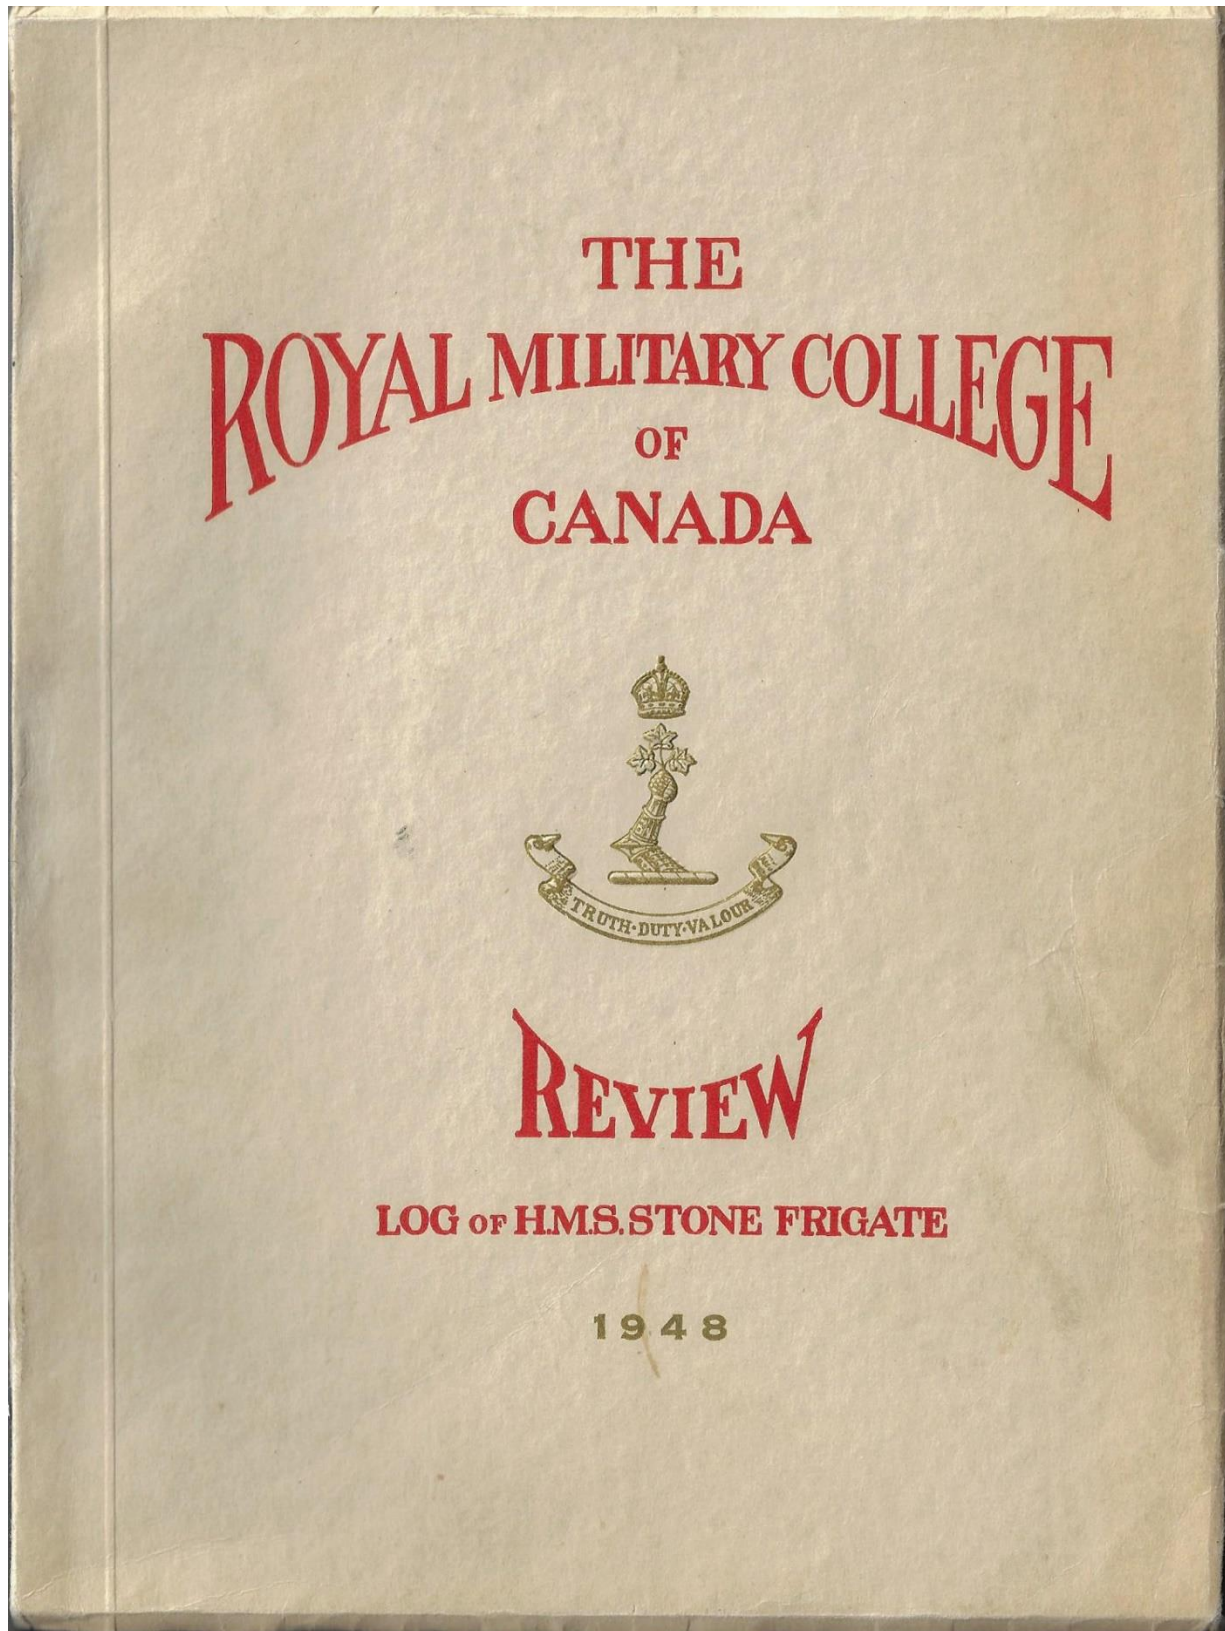 THE
ROYAL MILITARY COLLEGE
OF
CANADA
TRUTH·DUTY·VALOUR
REVIEW
LOG OF H.M.S. STONE FRIGATE
1948